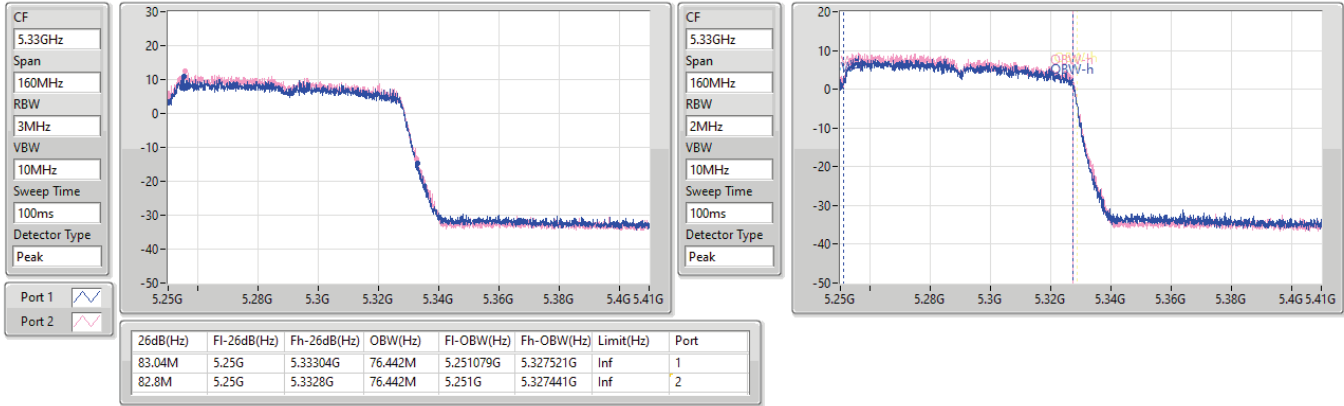 CF
5.33GHz
Span
160MHz
RBW
3MHz
VBW
10MHz
Sweep Time
100ms
Detector Type
Peak
Port 1
Port 2
30
20
10
0
-10
-20
-30
-40
-50
5.25G 5.28G 5.3G 5.32G 5.34G 5.36G 5.38G 5.4G 5.41G
CF
5.33GHz
Span
160MHz
RBW
2MHz
VBW
10MHz
Sweep Time
100ms
Detector Type
Peak
20
10
0
-10
-20
-30
-40
-50
OBW-h
OBW-h
5.25G 5.28G 5.3G 5.32G 5.34G 5.36G 5.38G 5.4G 5.41G
26dB(Hz) Fl-26dB(Hz) Fh-26dB(Hz) OBW(Hz) Fl-OBW(Hz) Fh-OBW(Hz) Limit(Hz) Port
83.04M 5.25G 5.33304G 76.442M 5.251079G 5.327521G Inf 1
82.8M 5.25G 5.3328G 76.442M 5.251G 5.327441G Inf 2